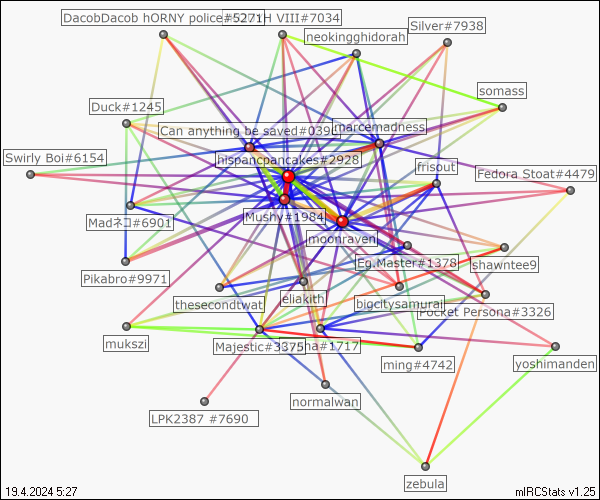 DacobDacob hORNY police#5271
VIII#7034
Silver#7938
neokingghidorah
somass
Duck#1245
Can anything be saved#039
marcemadness
Swirly Boi#6154
hispanicpancakes#2928
frisout
Fedora Stoat#4479
Madネコ#6901
Mushy#1984
moonraven
Eg.Master#1378
shawntee9
Pikabro#9971
thesecondtwat
eliakith
bigcitysamurai
Pocket Persona#3326
mukszi
Majestic#3375
na#1717
ming#4742
yoshimanden
normalwan
LPK2387 #7690
zebula
19.4.2024 5:27
mIRCStats v1.25